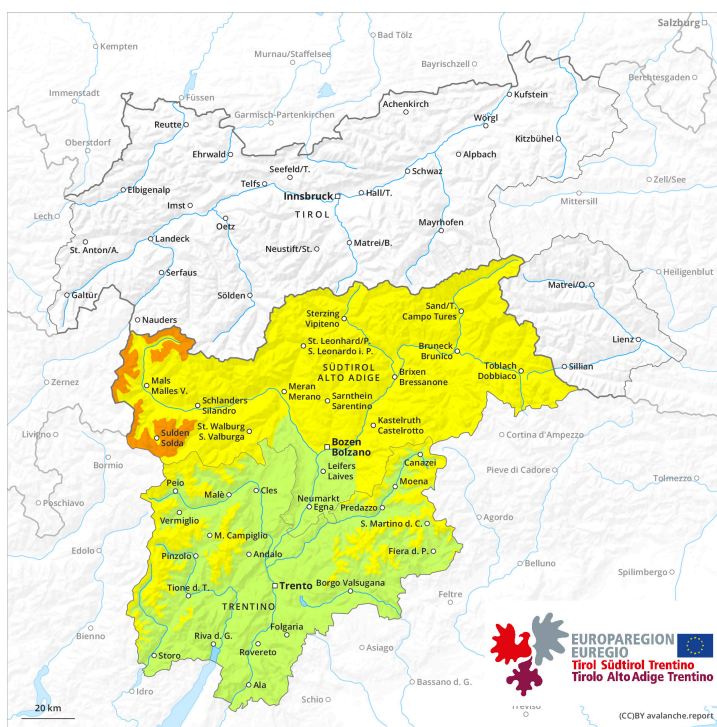 Salzburg
Kempten
Bad Tölz
Murnau/Staffelsee
Bayrischzell
Berchtesgaden
Immenstadt
Füssen
Kufstein
Achenkirch
Garmisch-Partenkirchen
Reutte
Wörgl
Oberstdorf
Kitzbühel
Ehrwald
Alpbach
Seefeld/T.
Schwaz
Telfs
Zell/See
Elbigenalp
Innsbruck
Hall/T.
Mittersill
Imst
TIROL
Lech
Oetz
Mayrhofen
Landeck
Matrei/B.
St. Anton/A.
Neustift/St.
Serfaus
Heiligenblut
Galtür
Sölden
Matrei/O.
Nauders
Sterzing
Vipiteno
Sand/T.
Campo Tures
Lienz
St. Leonhard/P.
S. Leonardo i. P.
Bruneck
Brunico
SÜDTIROL
ALTO ADIGE
Toblach
Dobbiaco
Sillian
Zernez
Mals
Malles V.
Meran
Merano
Brixen
Bressanone
Schlanders
Silandro
Sarnthein
Sarentino
Livigno
Sulden
Solda
St. Walburg
S. Valburga
Kastelruth
Castelrotto
Bozen
Bolzano
Cortina d'Ampezzo
Bormio
Leifers
Laives
Canazei
Pieve di Cadore
Tolmezzo
Peio
Moena
Poschiavo
Malè
Cles
Neumarkt
Egna
Predazzo
Vermiglio
S. Martino d. C.
Agordo
M. Campiglio
Edolo
Pinzolo
Andalo
Fiera d. P.
Belluno
Spilimbergo
Tione d. T.
Trento
Borgo Valsugana
Feltre
TRENTINO
Bienno
Folgaria
Riva d. G.
Rovereto
Asiago
Storo
Ala
Bassano d. G.
Idro
Schio
Treviso
EUROPAREGION
EUREGIO
Tirol Südtirol Trentino
Tirolo Alto Adige Trentino
20 km
(CC)BY avalanche.report